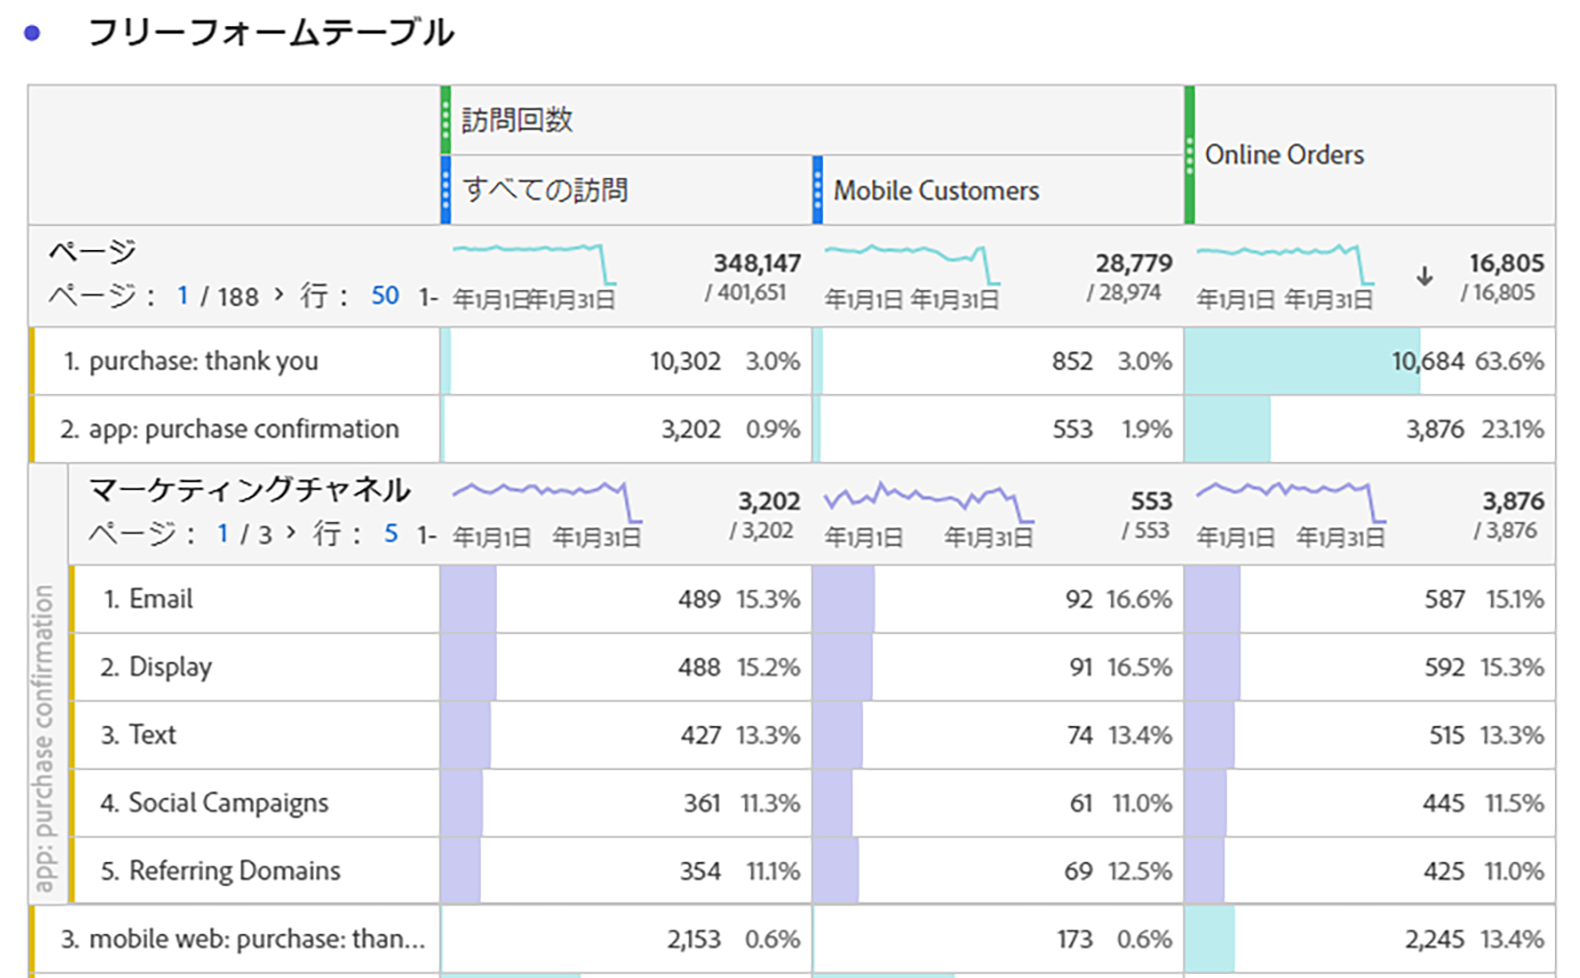 フリーフォームテーブル
訪問回数
Online Orders
すべての訪問 Mobile Customers
ページ 348,147 28,779 16,805
ページ： 1 / 188 > 行： 50 1- 年1月1日 年1月31日 / 401,651 年1月1日 年1月31日 / 28,974 年1月1日 年1月31日 / 16,805
1. purchase: thank you 10,302 3.0% 852 3.0% 10,684 63.6%
2. app: purchase confirmation 3,202 0.9% 553 1.9% 3,876 23.1%
app: purchase confirmation
マーケティングチャネル 3,202 553 3,876
ページ： 1 / 3 > 行： 5 1- 年1月1日 年1月31日 / 3,202 年1月1日 年1月31日 / 553 年1月1日 年1月31日 / 3,876
1. Email 489 15.3% 92 16.6% 587 15.1%
2. Display 488 15.2% 91 16.5% 592 15.3%
3. Text 427 13.3% 74 13.4% 515 13.3%
4. Social Campaigns 361 11.3% 61 11.0% 445 11.5%
5. Referring Domains 354 11.1% 69 12.5% 425 11.0%
3. mobile web: purchase: than... 2,153 0.6% 173 0.6% 2,245 13.4%